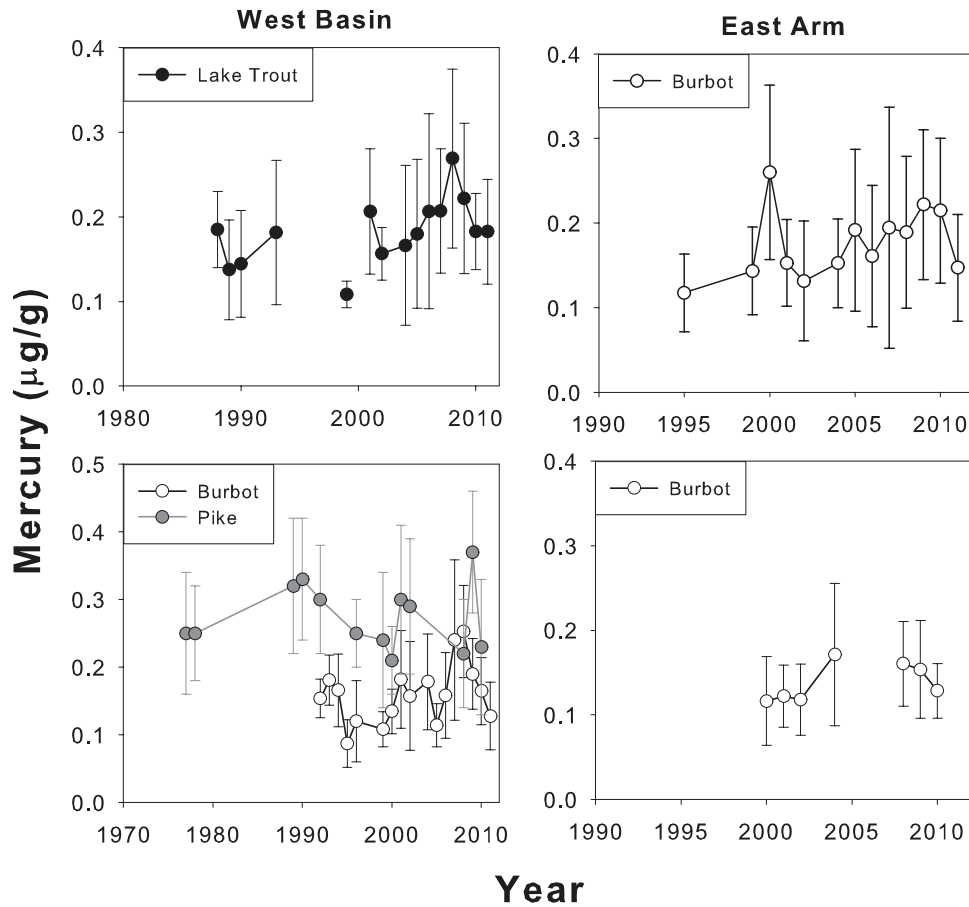 West Basin
East Arm
Mercury (μg/g)
0.4
0.3
0.2
0.1
0.0
Lake Trout
1980 1990 2000 2010
0.4
0.3
0.2
0.1
0.0
Burbot
1990 1995 2000 2005 2010
0.5
0.4
0.3
0.2
0.1
0.0
Burbot
Pike
1970 1980 1990 2000 2010
0.4
0.3
0.2
0.1
0.0
Burbot
1990 1995 2000 2005 2010
Year